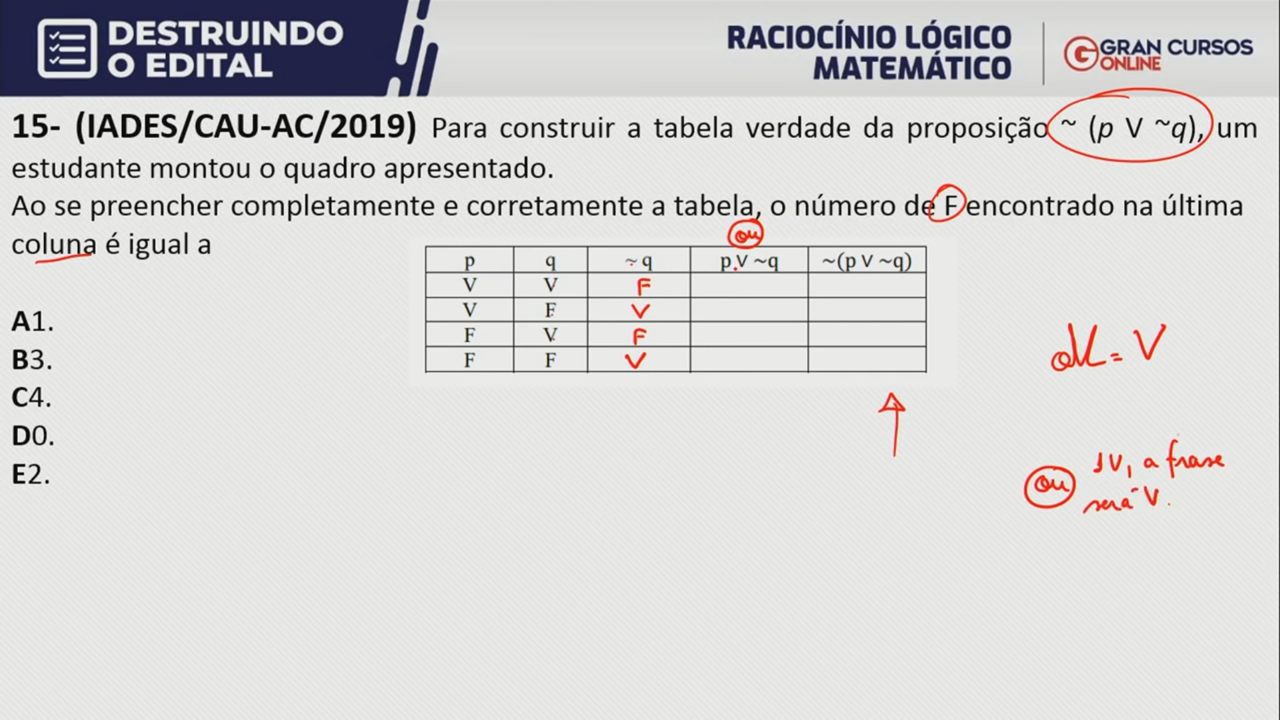 DESTRUINDO
O EDITAL
RACIOCÍNIO LÓGICO
MATEMÁTICO
GRAN CURSOS
ONLINE
15- (IADES/CAU-AC/2019) Para construir a tabela verdade da proposição ~ (p V ~q), um
estudante montou o quadro apresentado.
Ao se preencher completamente e corretamente a tabela, o número de F encontrado na última
coluna é igual a
ou
p q ~q p V ~q ~(p V ~q)
V V F
V F V
F V F
F F V
A1.
B3.
C4.
D0.
E2.
OU = V
ou 1V, a frase
será V.